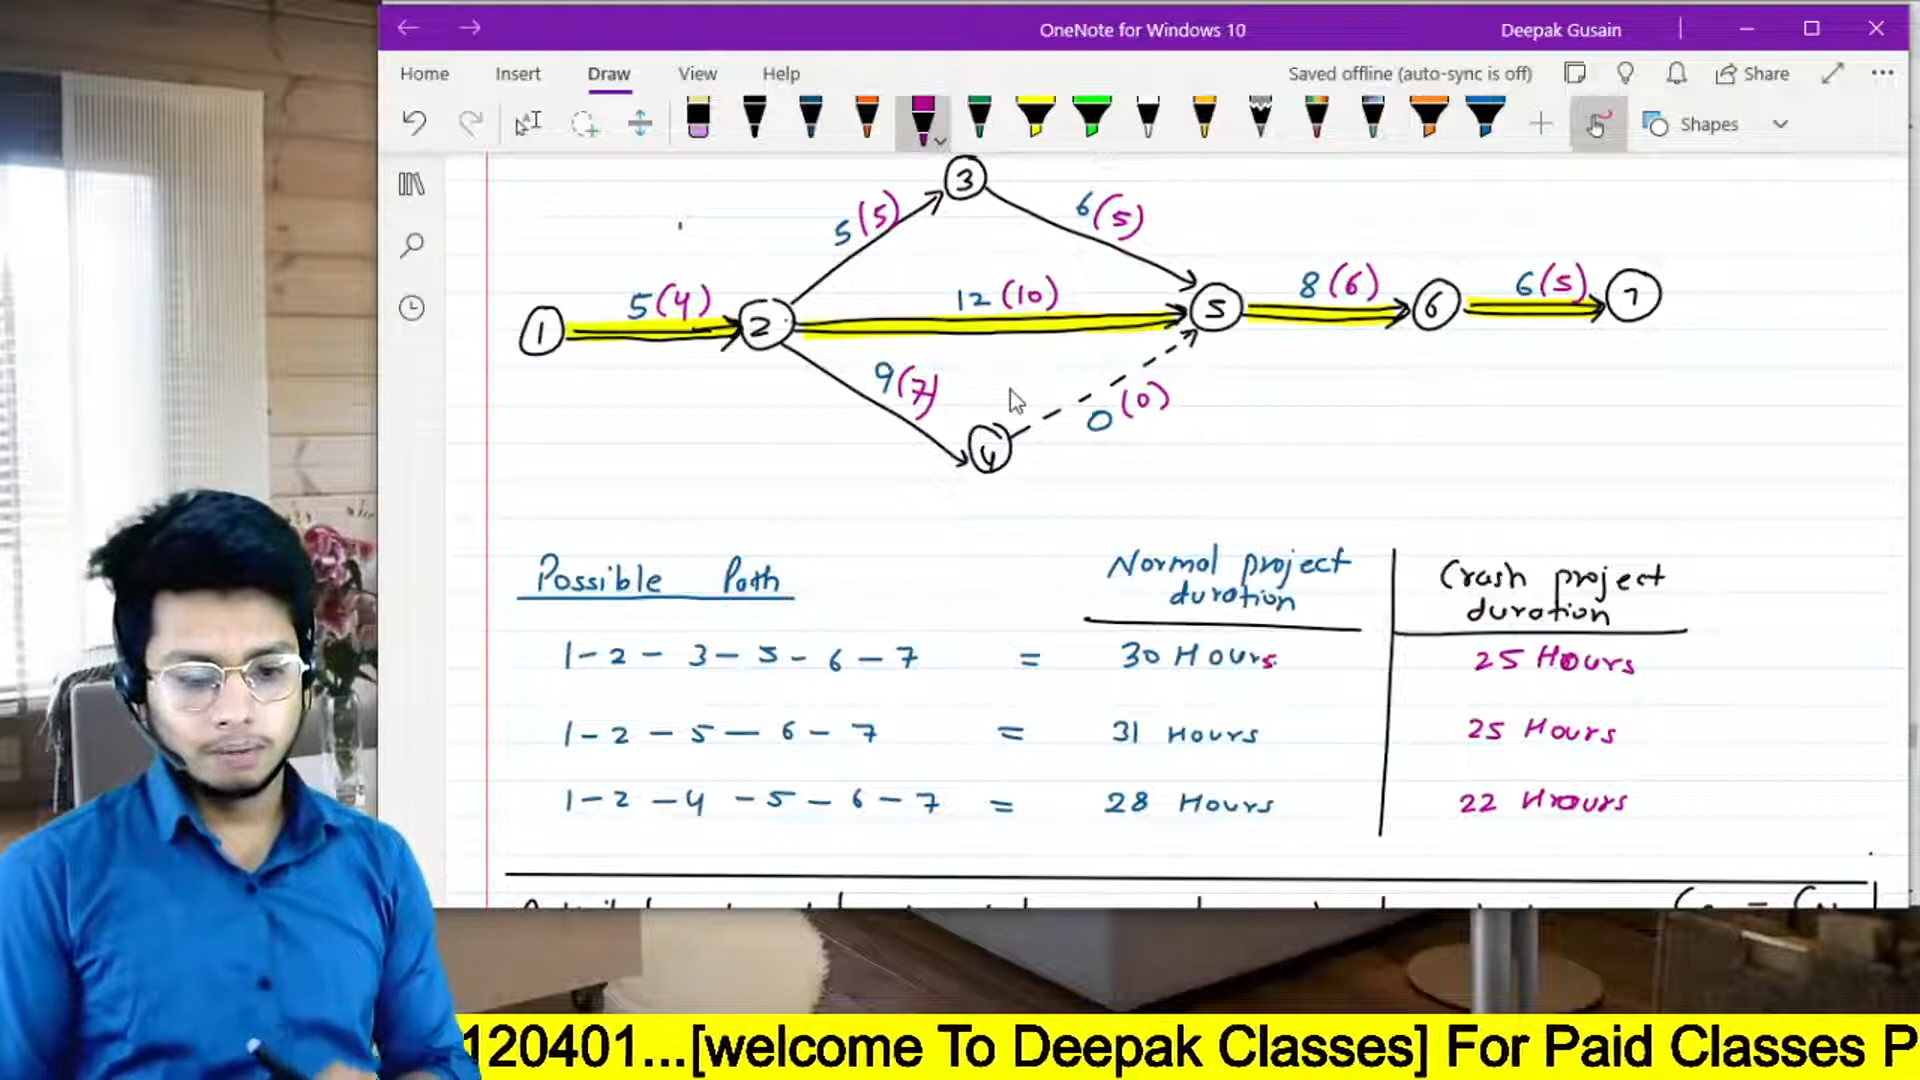 OneNote for Windows 10
Deepak Gusain
Home Insert Draw View Help
Saved offline (auto-sync is off)
Share
Shapes
3
5 (5)
6 (5)
1
5 (4)
2
12 (10)
5
8 (6)
6
6 (5)
7
9 (7)
0 (0)
4
Possible Path
Normal project
duration
Crash project
duration
1-2-3-5-6-7 = 30 Hours
25 Hours
1-2-5-6-7 = 31 Hours
25 Hours
1-2-4-5-6-7 = 28 Hours
22 Hours
120401...[welcome To Deepak Classes] For Paid Classes P